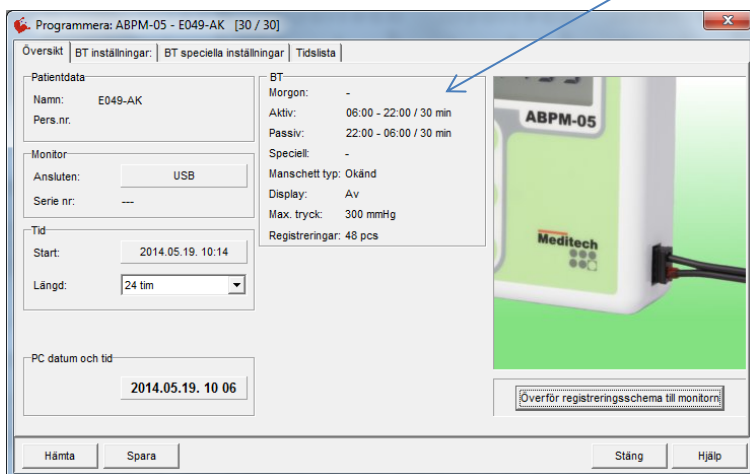 Programmera: ABPM-05 - E049-AK [30 / 30]
Översikt BT inställningar: BT speciella inställningar Tidslista
Patientdata
Namn: E049-AK
Pers.nr.
Monitor
Ansluten: USB
Serie nr: ---
Tid
Start: 2014.05.19. 10:14
Längd: 24 tim
PC datum och tid
2014.05.19. 10 06
BT
Morgon: -
Aktiv: 06:00 - 22:00 / 30 min
Passiv: 22:00 - 06:00 / 30 min
Speciell: -
Manschett typ: Okänd
Display: Av
Max. tryck: 300 mmHg
Registreringar: 48 pcs
ABPM-05
Meditech
Överför registreringsschema till monitorn
Hämta Spara Stäng Hjälp